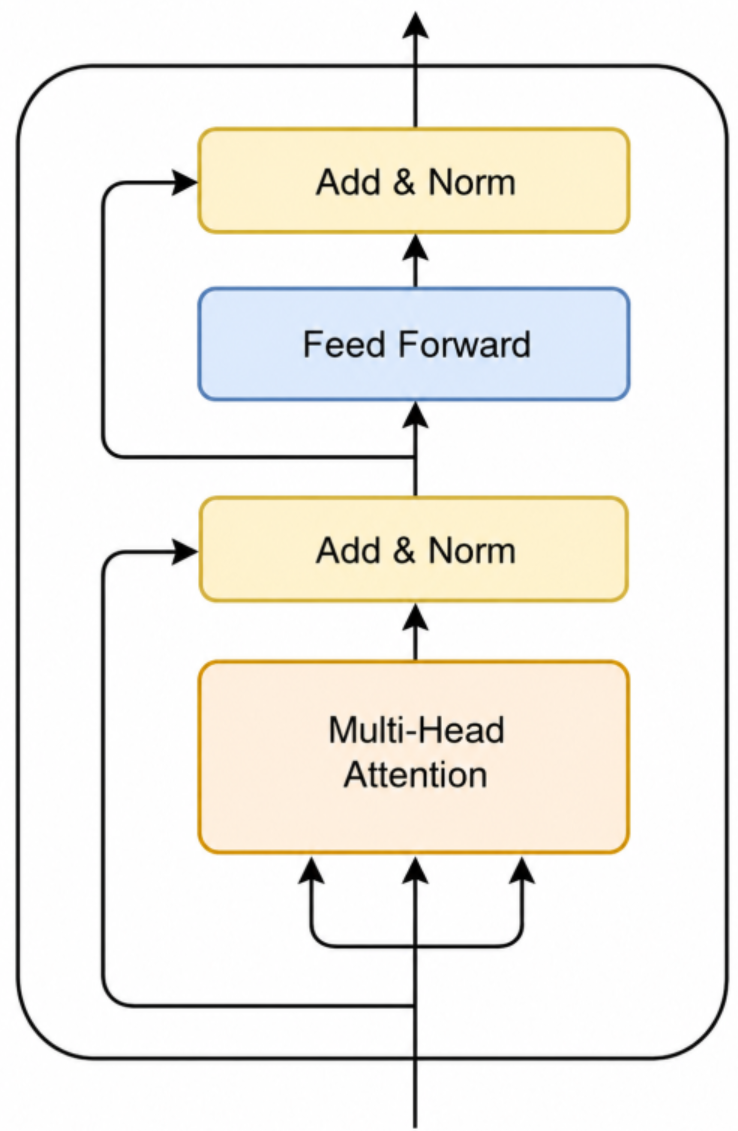 Add & Norm
Feed Forward
Add & Norm
Multi-Head
Attention